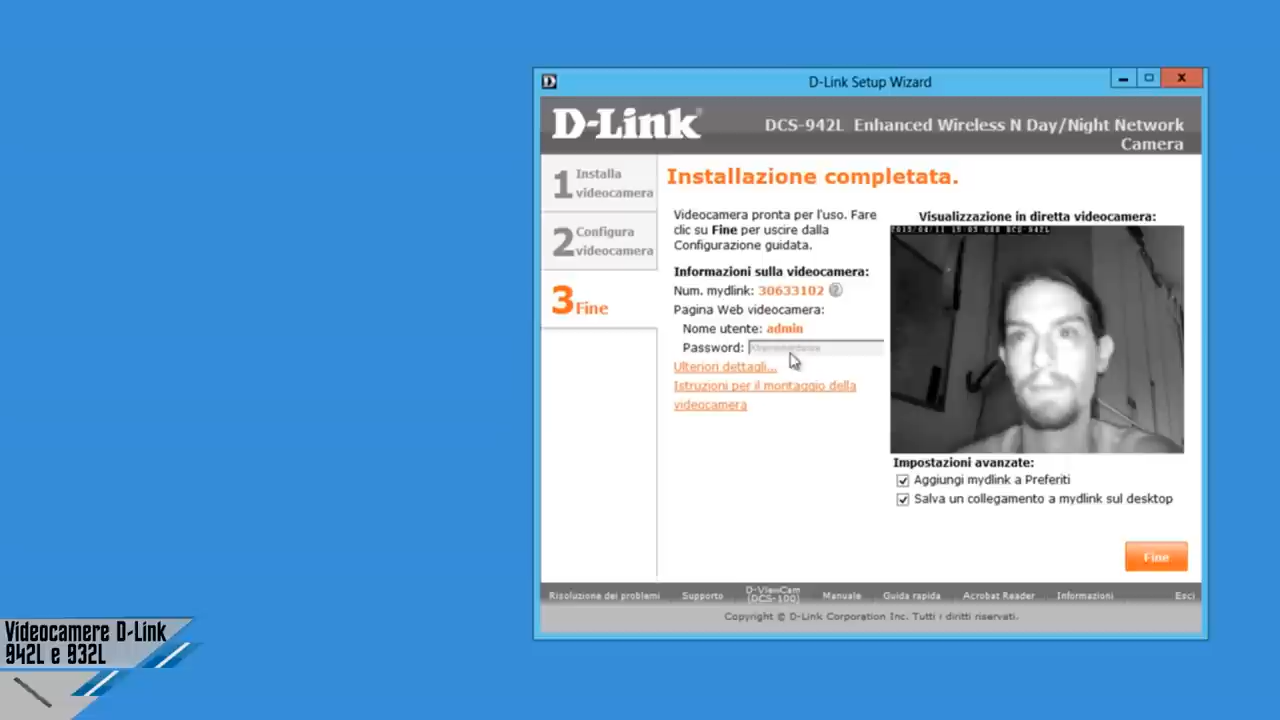 D-Link Setup Wizard
D-Link
DCS-942L Enhanced Wireless N Day/Night Network
Camera
1 Installa
videocamera
2 Configura
videocamera
3 Fine
Installazione completata.
Videocamera pronta per l'uso. Fare
clic su Fine per uscire dalla
Configurazione guidata.
Informazioni sulla videocamera:
Num. mydlink: 30633102
Pagina Web videocamera:
Nome utente: admin
Password:
Ulteriori dettagli...
Istruzioni per il montaggio della
videocamera
Visualizzazione in diretta videocamera:
DCS-942L
Impostazioni avanzate:
Aggiungi mydlink a Preferiti
Salva un collegamento a mydlink sul desktop
Fine
Risoluzione dei problemi
Supporto
D-ViewCam
(DCS-100)
Manuale
Guida rapida
Acrobat Reader
Informazioni
Esci
Copyright © D-Link Corporation Inc. Tutti i diritti riservati.
Videocamere D-Link
942L e 932L